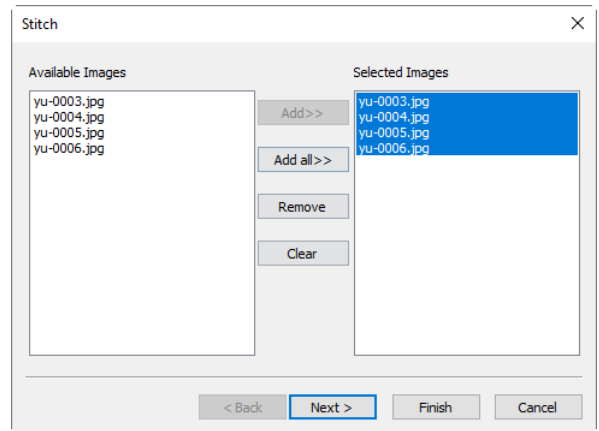 Stitch
Available Images
Selected Images
yu-0003.jpg
yu-0004.jpg
yu-0005.jpg
yu-0006.jpg
Add>>
Add all>>
Remove
Clear
yu-0003.jpg
yu-0004.jpg
yu-0005.jpg
yu-0006.jpg
< Back
Next >
Finish
Cancel